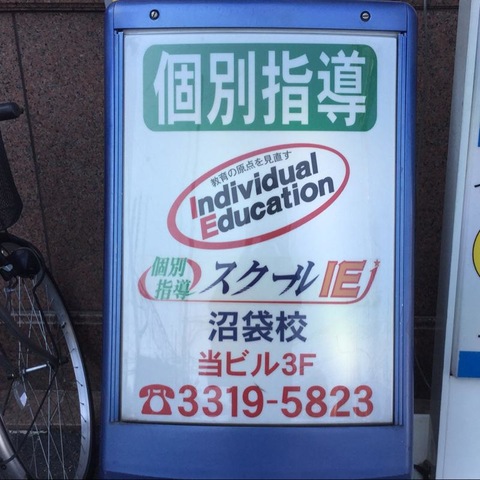 個別指導
教育の原点を見直す
Individual
Education
個別
指導
スクールIE
沼袋校
当ビル3F
☎3319-5823